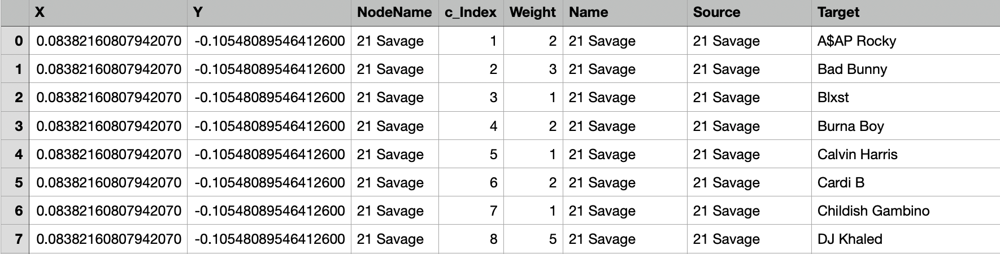 X Y NodeName c_Index Weight Name Source Target
0 0.08382160807942070 -0.10548089546412600 21 Savage 1 2 21 Savage 21 Savage A$AP Rocky
1 0.08382160807942070 -0.10548089546412600 21 Savage 2 3 21 Savage 21 Savage Bad Bunny
2 0.08382160807942070 -0.10548089546412600 21 Savage 3 1 21 Savage 21 Savage Blxst
3 0.08382160807942070 -0.10548089546412600 21 Savage 4 2 21 Savage 21 Savage Burna Boy
4 0.08382160807942070 -0.10548089546412600 21 Savage 5 1 21 Savage 21 Savage Calvin Harris
5 0.08382160807942070 -0.10548089546412600 21 Savage 6 2 21 Savage 21 Savage Cardi B
6 0.08382160807942070 -0.10548089546412600 21 Savage 7 1 21 Savage 21 Savage Childish Gambino
7 0.08382160807942070 -0.10548089546412600 21 Savage 8 5 21 Savage 21 Savage DJ Khaled